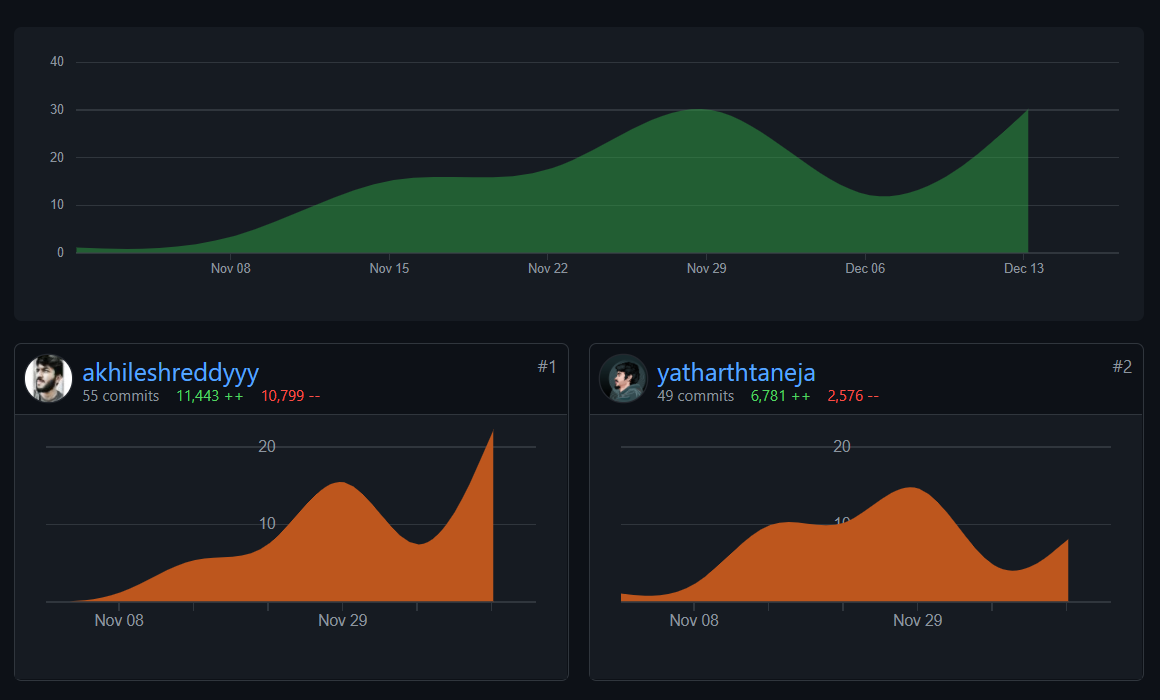 40
30
20
10
0
Nov 08 Nov 15 Nov 22 Nov 29 Dec 06 Dec 13
akhileshreddyyy #1
55 commits 11,443 ++ 10,799 --
20
10
Nov 08 Nov 29
yatharthtaneja #2
49 commits 6,781 ++ 2,576 --
20
10
Nov 08 Nov 29